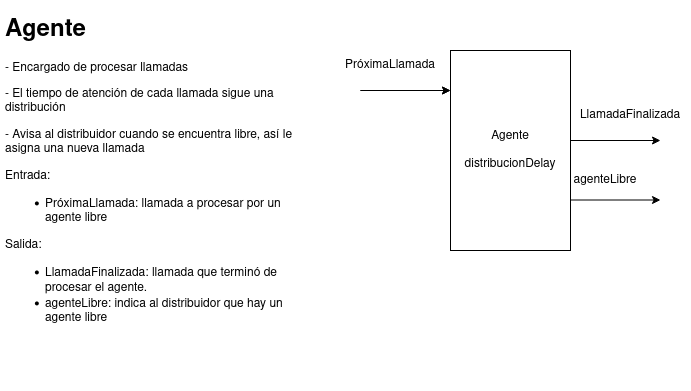 Agente
- Encargado de procesar llamadas
- El tiempo de atención de cada llamada sigue una
distribución
- Avisa al distribuidor cuando se encuentra libre, así le
asigna una nueva llamada
Entrada:
• PróximaLlamada: llamada a procesar por un
agente libre
Salida:
• LlamadaFinalizada: llamada que terminó de
procesar el agente.
• agenteLibre: indica al distribuidor que hay un
agente libre
PróximaLlamada
Agente
distribucionDelay
LlamadaFinalizada
agenteLibre